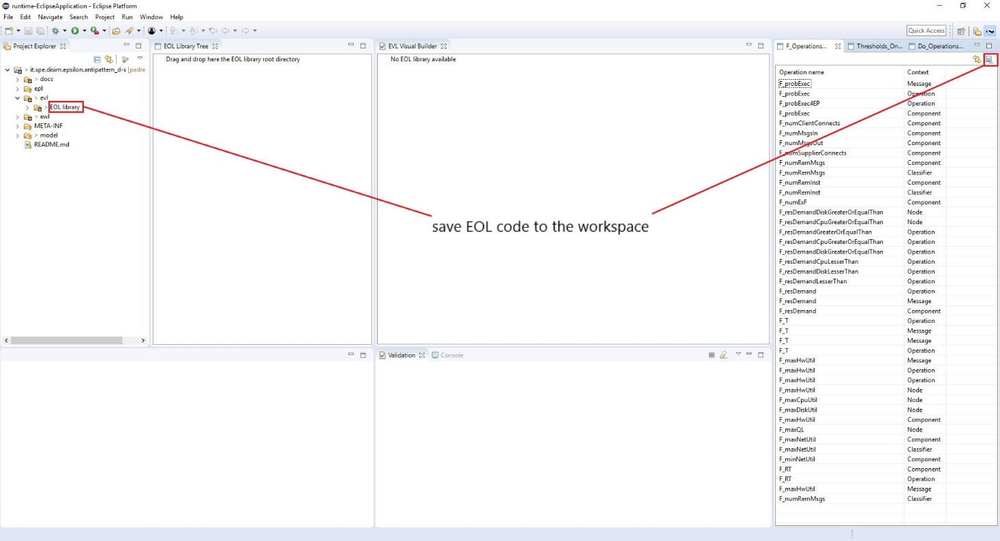 runtime-EclipseApplication - Eclipse Platform
File Edit Navigate Search Project Run Window Help
Quick Access
Project Explorer
EOL Library Tree
EVL Visual Builder
F_Operations...
Thresholds_On...
Do_Operations...
> it.spe.disim.epsilon.antipattern_d-s [padre
> docs
epl
> evl
> EOL library
> ewl
META-INF
> model
README.md
Drag and drop here the EOL library root directory
No EOL library available
save EOL code to the workspace
Validation
Console
Operation name Context
F_probExec Message
F_probExec Operation
F_probExec4EP Operation
F_probExec Component
F_numClientConnects Component
F_numMsgsIn Component
F_numMsgsOut Component
F_numSupplierConnects Component
F_numRemMsgs Component
F_numRemMsgs Classifier
F_numRemInst Component
F_numRemInst Classifier
F_numExF Component
F_resDemandDiskGreaterOrEqualThan Node
F_resDemandCpuGreaterOrEqualThan Node
F_resDemandGreaterOrEqualThan Operation
F_resDemandCpuGreaterOrEqualThan Operation
F_resDemandDiskGreaterOrEqualThan Operation
F_resDemandCpuLesserThan Operation
F_resDemandDiskLesserThan Operation
F_resDemandLesserThan Operation
F_resDemand Operation
F_resDemand Message
F_resDemand Component
F_T Operation
F_T Message
F_T Message
F_T Operation
F_maxHwUtil Message
F_maxHwUtil Operation
F_maxHwUtil Operation
F_maxHwUtil Node
F_maxCpuUtil Node
F_maxDiskUtil Node
F_maxHwUtil Component
F_maxQL Node
F_maxNetUtil Component
F_maxNetUtil Classifier
F_minNetUtil Component
F_RT Component
F_RT Operation
F_maxHwUtil Message
F_numRemMsgs Classifier